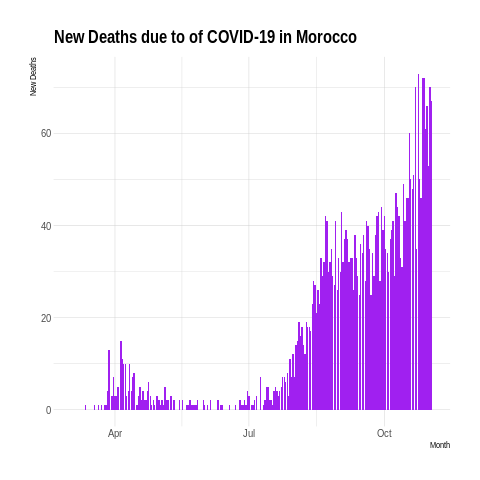 New Deaths due to of COVID-19 in Morocco
New Deaths
60
40
20
0
Apr
Jul
Oct
Month